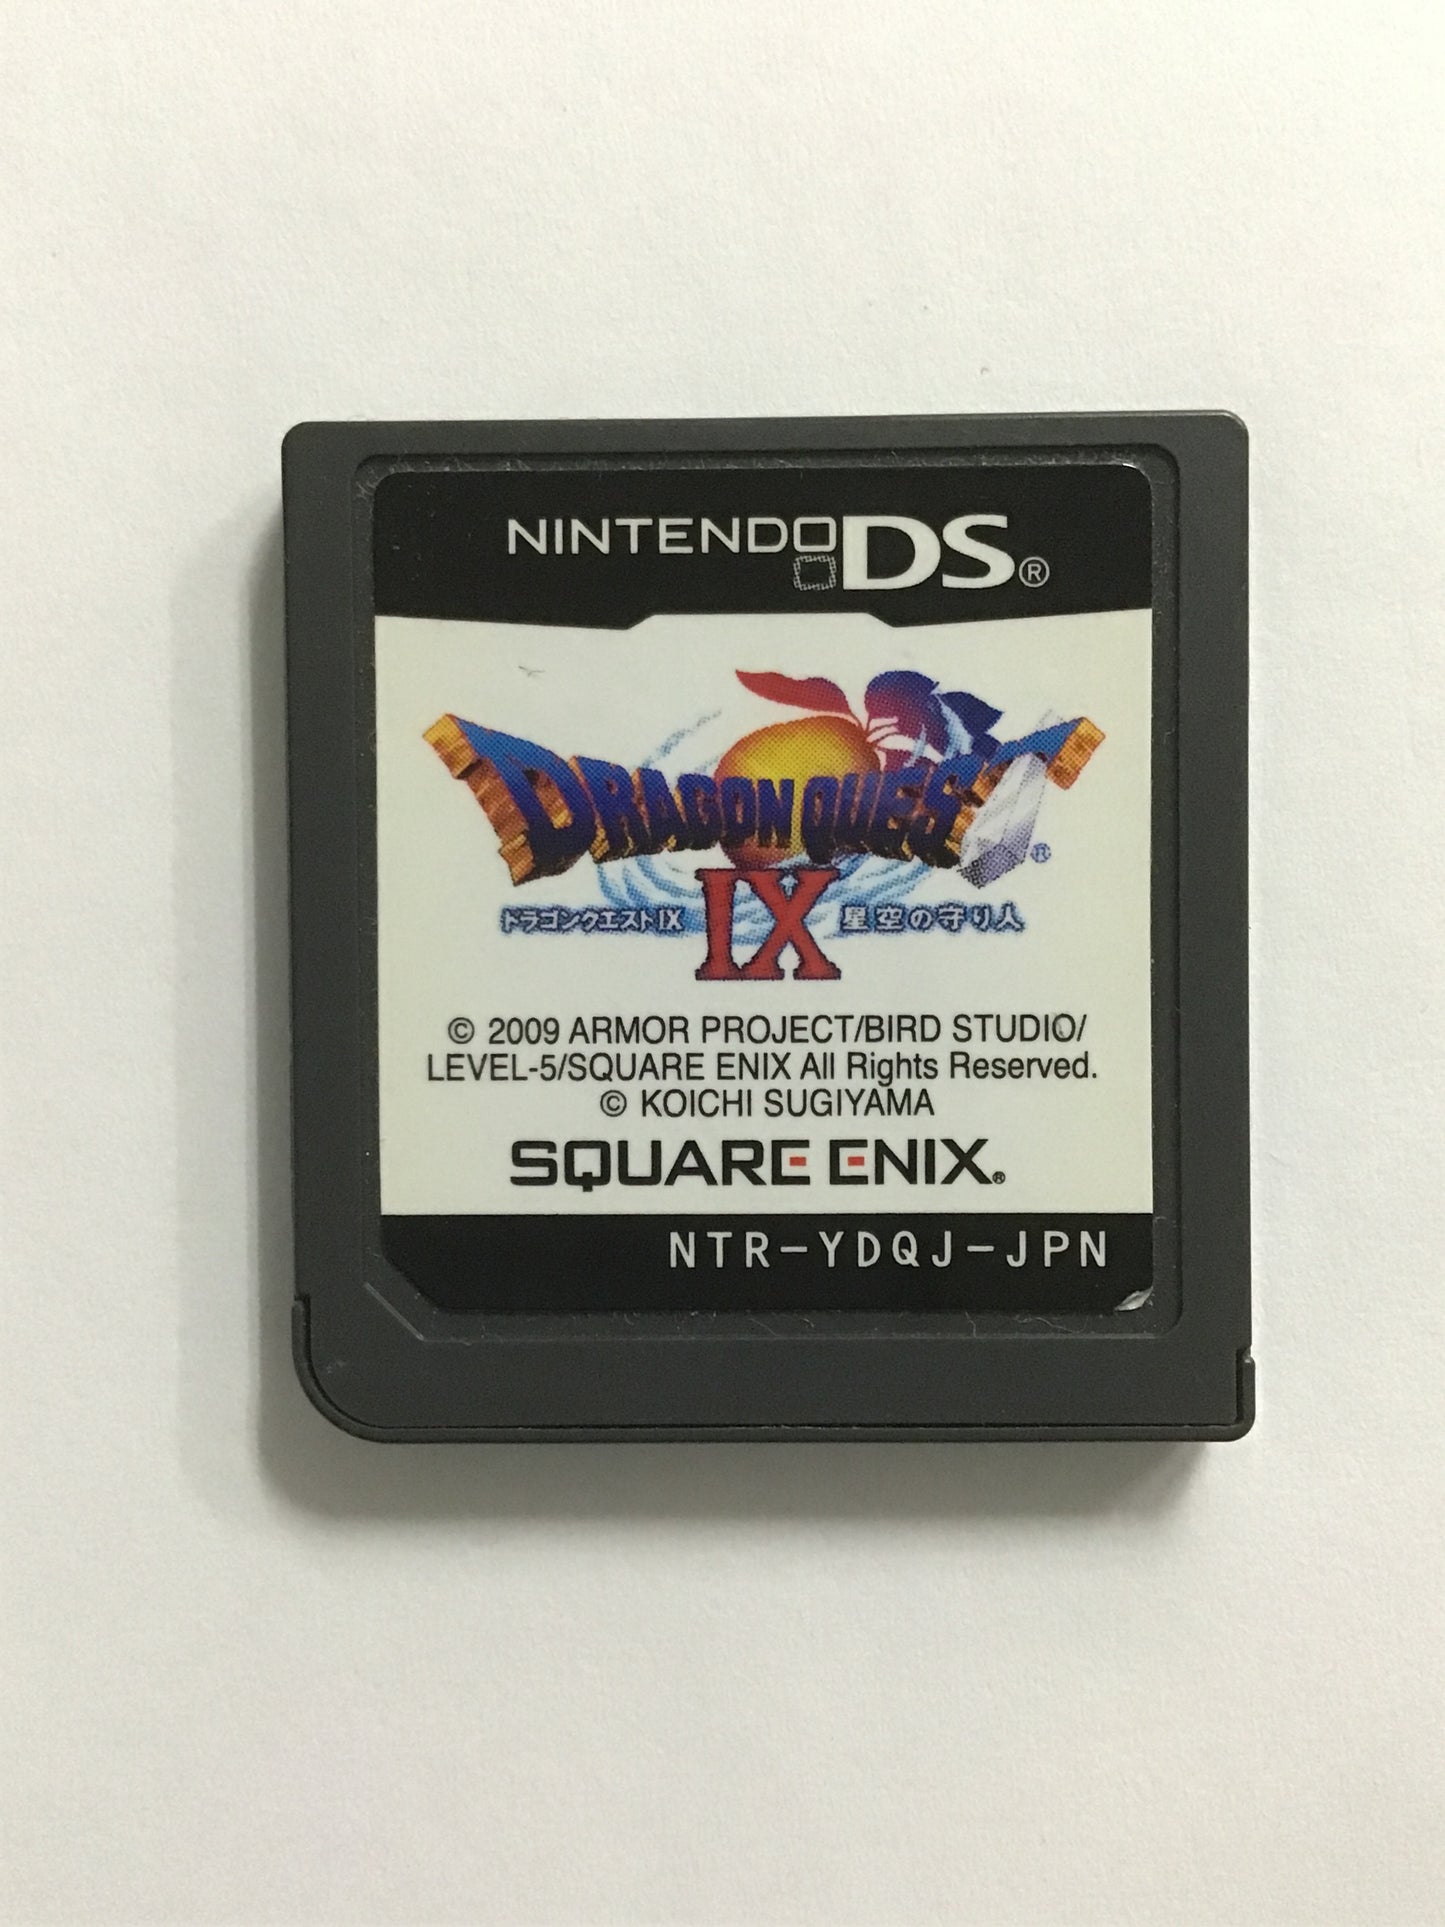 NINTENDO DS®
DRAGON QUEST®
ドラゴンクエストIX IX 星空の守り人
© 2009 ARMOR PROJECT/BIRD STUDIO/
LEVEL-5/SQUARE ENIX All Rights Reserved.
© KOICHI SUGIYAMA
SQUARE ENIX®
NTR-YDQJ-JPN